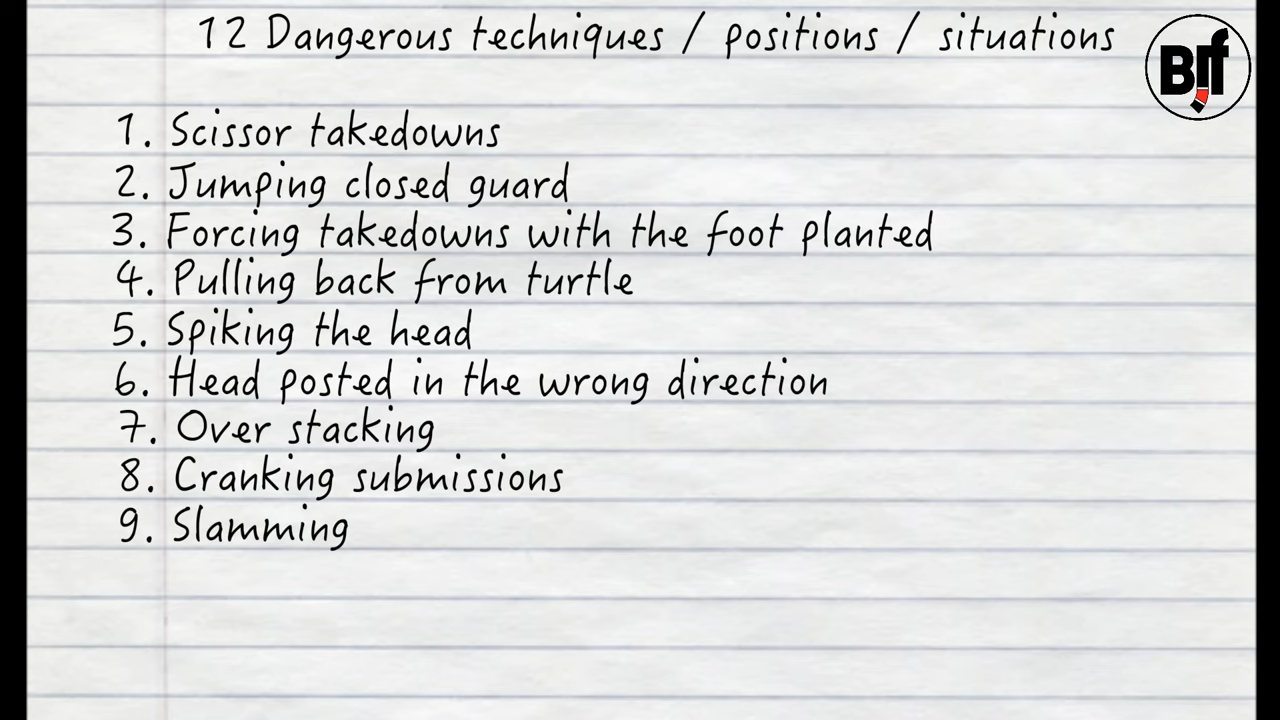 12 Dangerous techniques / positions / situations
BJJf
1. Scissor takedowns
2. Jumping closed guard
3. Forcing takedowns with the foot planted
4. Pulling back from turtle
5. Spiking the head
6. Head posted in the wrong direction
7. Over stacking
8. Cranking submissions
9. Slamming